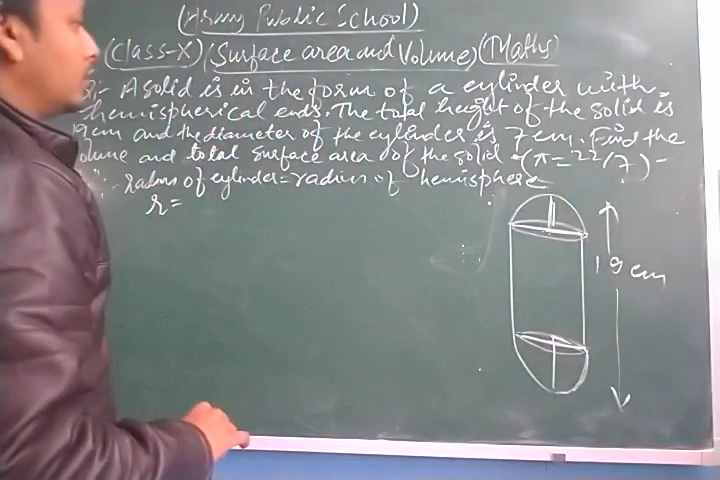 (Army Public School)
(Class-X) (Surface area and Volume) (Maths)
:- A solid is in the form of a cylinder with
hemispherical ends. The total height of the solid is
19cm and the diameter of the cylinder is 7cm. Find the
volume and total surface area of the solid. (π = 22/7) -
:- radius of cylinder = radius of hemisphere
r =
19 cm